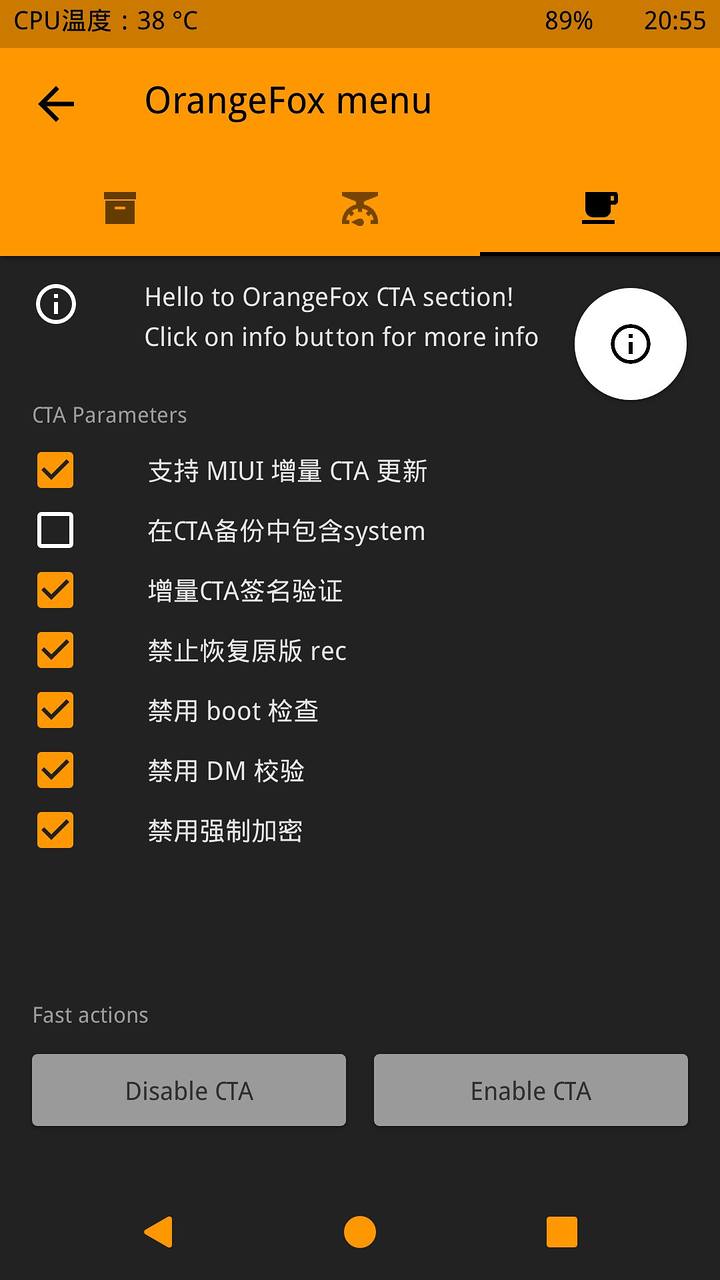 CPU温度：38 °C 89% 20:55
OrangeFox menu
Hello to OrangeFox CTA section!
Click on info button for more info
CTA Parameters
支持 MIUI 增量 CTA 更新
在CTA备份中包含system
增量CTA签名验证
禁止恢复原版 rec
禁用 boot 检查
禁用 DM 校验
禁用强制加密
Fast actions
Disable CTA Enable CTA